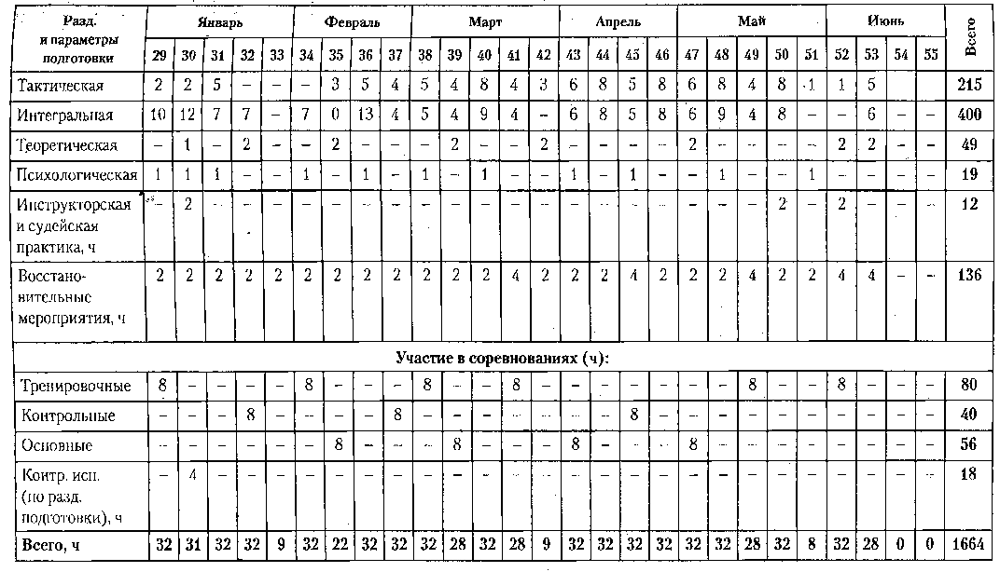 Разд. и параметры подготовки | Январь | Февраль | Март | Апрель | Май | Июнь | Всего
29 30 31 32 33 34 35 36 37 38 39 40 41 42 43 44 45 46 47 48 49 50 51 52 53 54 55
Тактическая 2 2 5 – – – 3 5 4 5 4 8 4 3 6 8 5 8 6 8 4 8 1 1 5 215
Интегральная 10 12 7 7 – 7 0 13 4 5 4 9 4 – 6 8 5 8 6 9 4 8 – – 6 400
Теоретическая – 1 – 2 – – 2 – – – 2 – – 2 – – – – 2 – – – – 2 2 – – 49
Психологическая 1 1 1 – – 1 – 1 – 1 – 1 – – 1 – 1 – – 1 – – 1 – – – – 19
Инструкторская – 2 – – – – – – – – – – – – – – – – – – – 2 – 2 – – – 12
и судейская
практика, ч
Восстано- 2 2 2 2 2 2 2 2 2 2 2 2 4 2 2 2 4 2 2 2 4 2 2 4 4 – – 136
вительные
мероприятия, ч
Участие в соревнованиях (ч):
Тренировочные 8 – – – – 8 – – – 8 – – 8 – – – – – – – 8 – – 8 – – – 80
Контрольные – – – 8 – – – – 8 – – – – – – – 8 – – – – – – – – – – 40
Основные – – – – – – 8 – – – 8 – – – 8 – – – 8 – – – – – – – – 56
Контр. исп. – 4 – – – – – – – – – – – – – – – – – – – – – – – – – 18
(по разд.
подготовки), ч
Всего, ч 32 31 32 32 9 32 22 32 32 32 28 32 28 9 32 32 32 32 32 32 28 32 8 32 28 0 0 1664